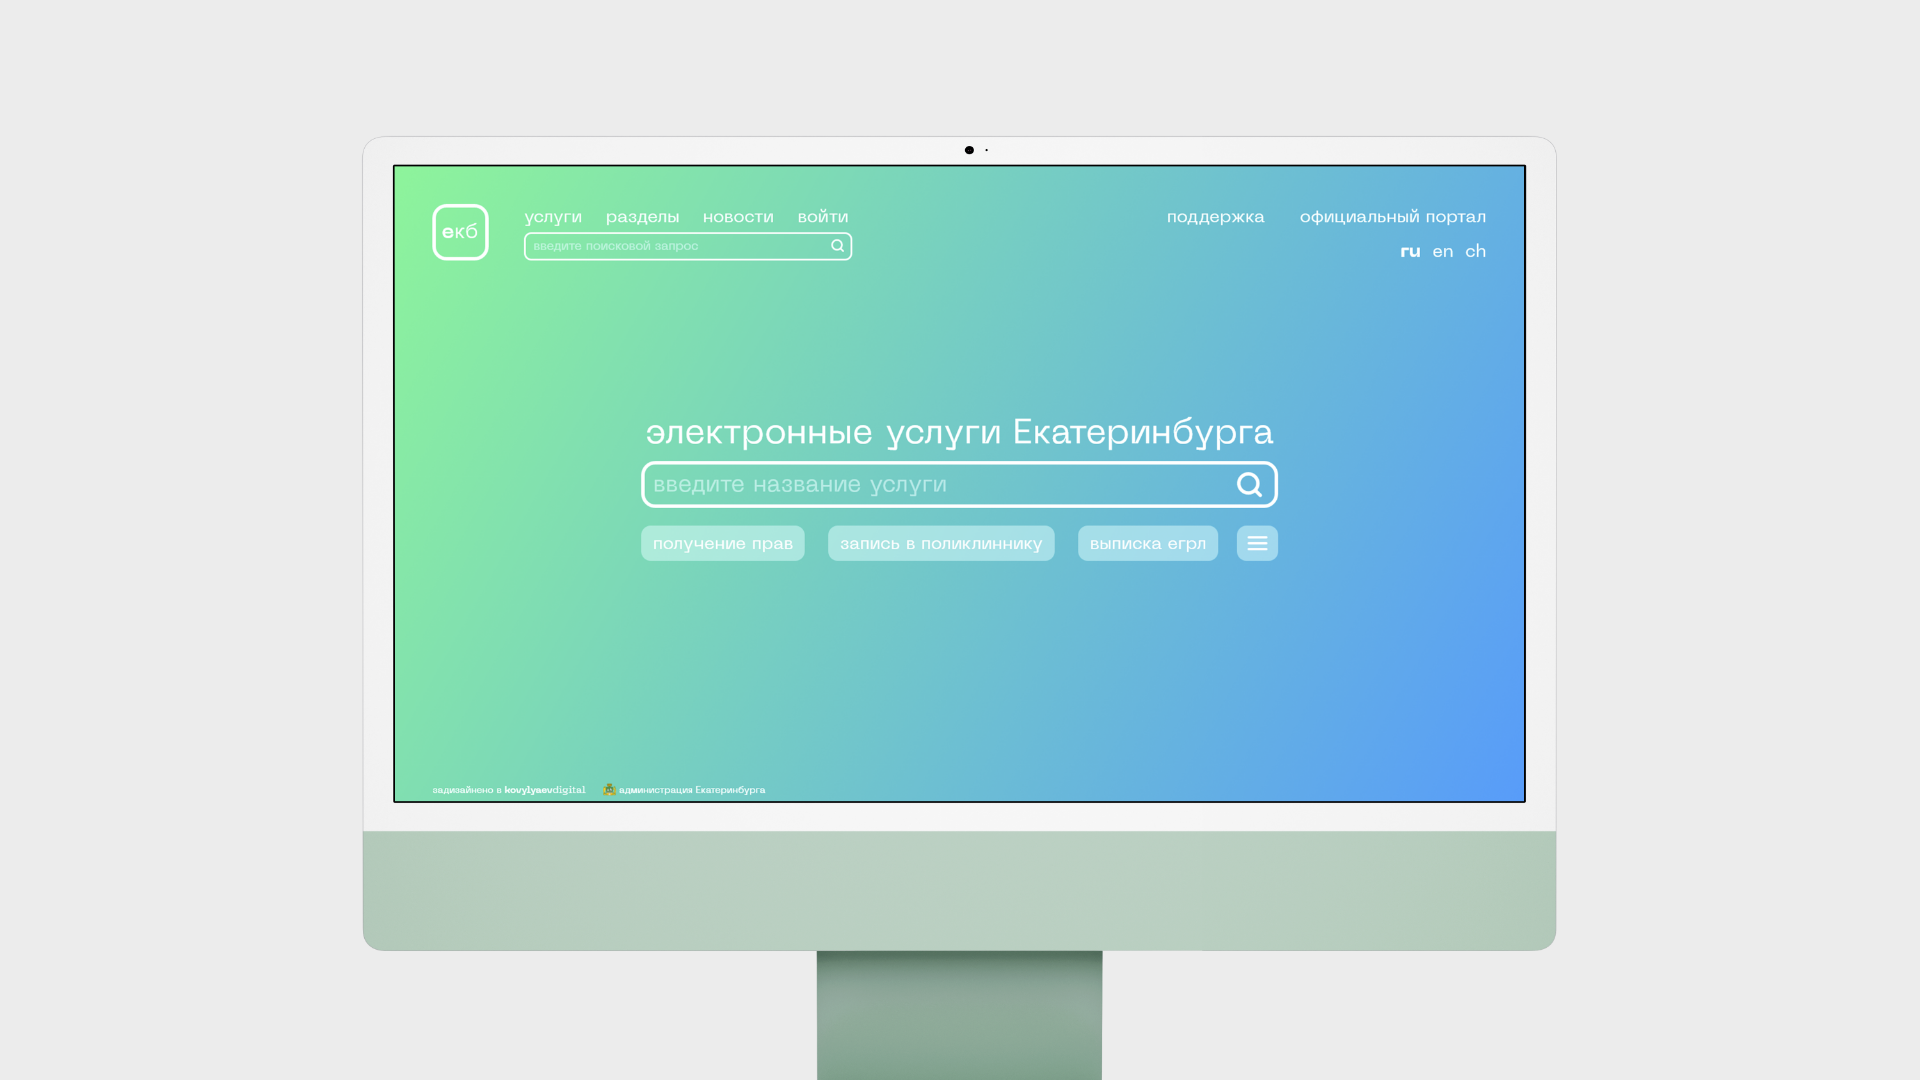 екб
услуги разделы новости войти
введите поисковой запрос
поддержка официальный портал
ru en ch
электронные услуги Екатеринбурга
введите название услуги
получение прав запись в поликлиннику выписка егрп
задизайнено в kovylyaevdigital администрация Екатеринбурга